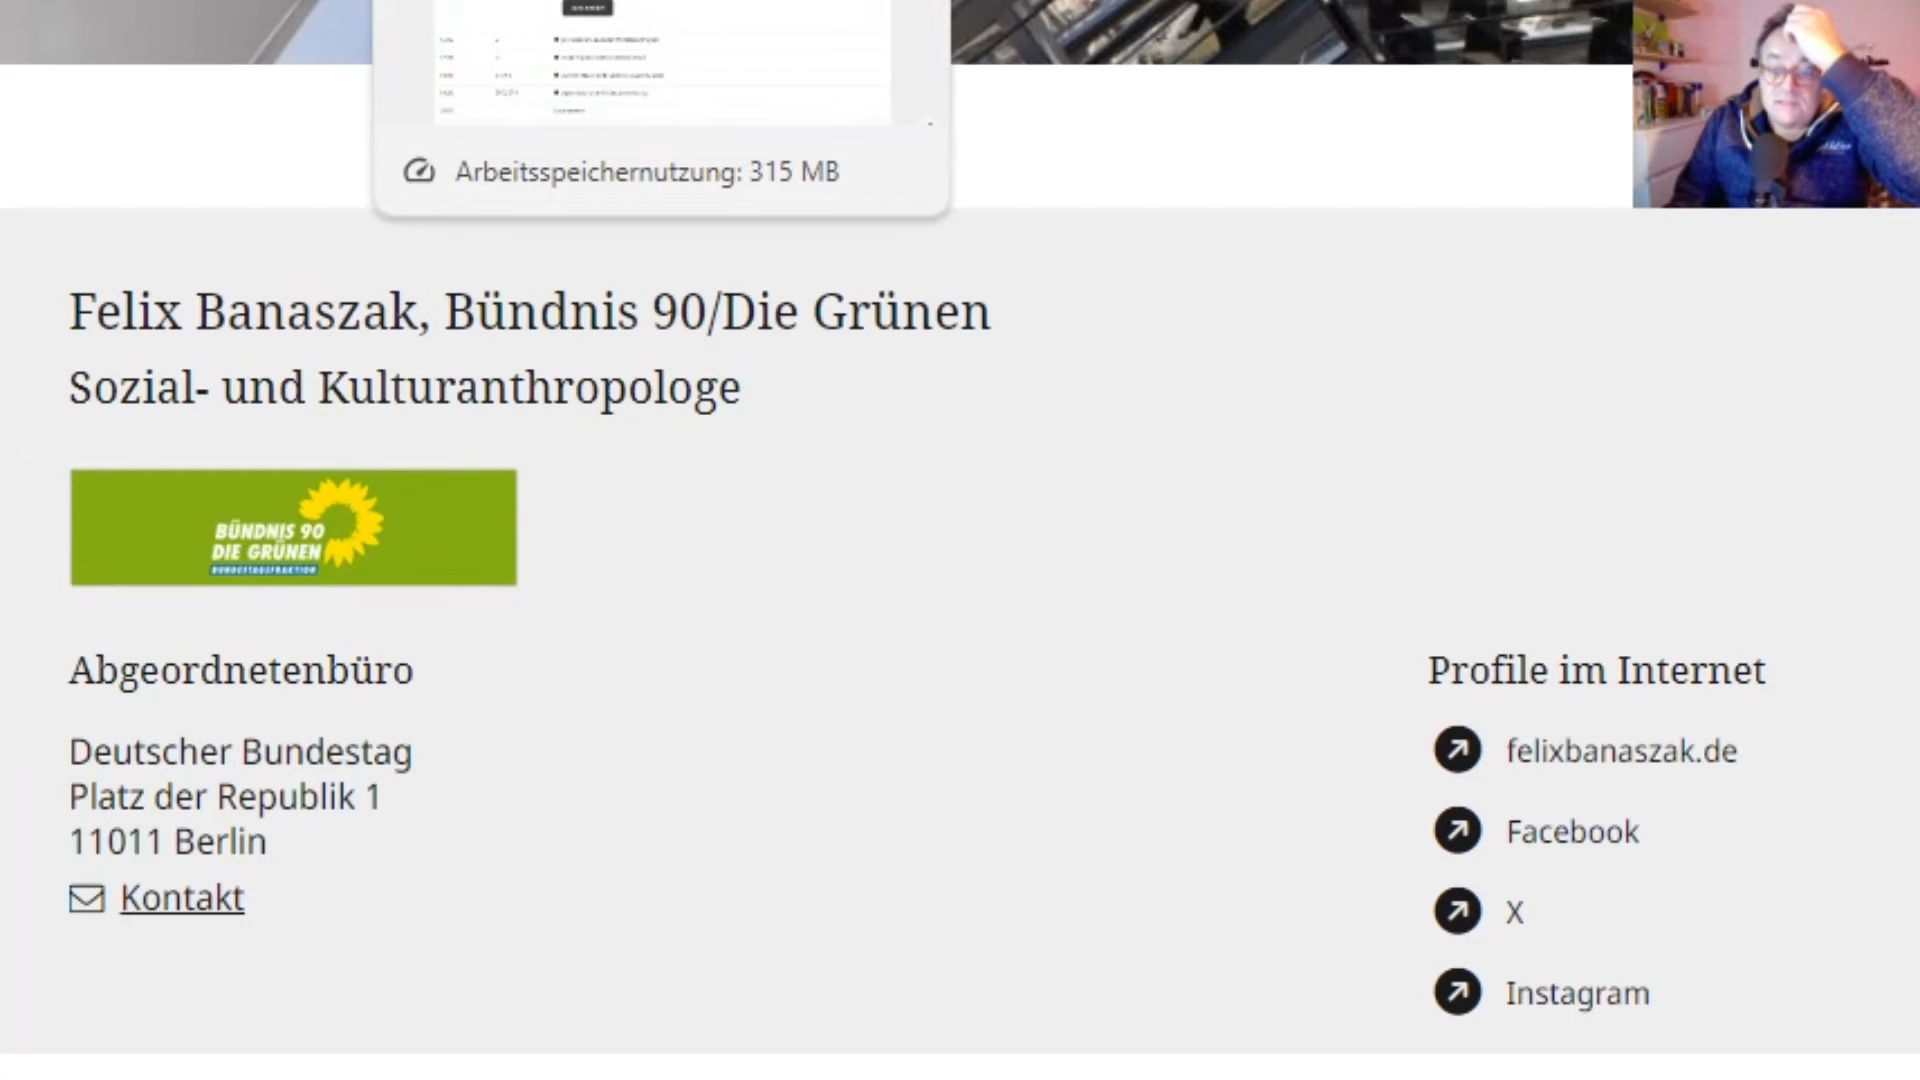 Arbeitsspeichernutzung: 315 MB
Felix Banaszak, Bündnis 90/Die Grünen
Sozial- und Kulturanthropologe
BÜNDNIS 90
DIE GRÜNEN
BUNDESTAGSFRAKTION
Abgeordnetenbüro
Deutscher Bundestag
Platz der Republik 1
11011 Berlin
Kontakt
Profile im Internet
felixbanaszak.de
Facebook
X
Instagram